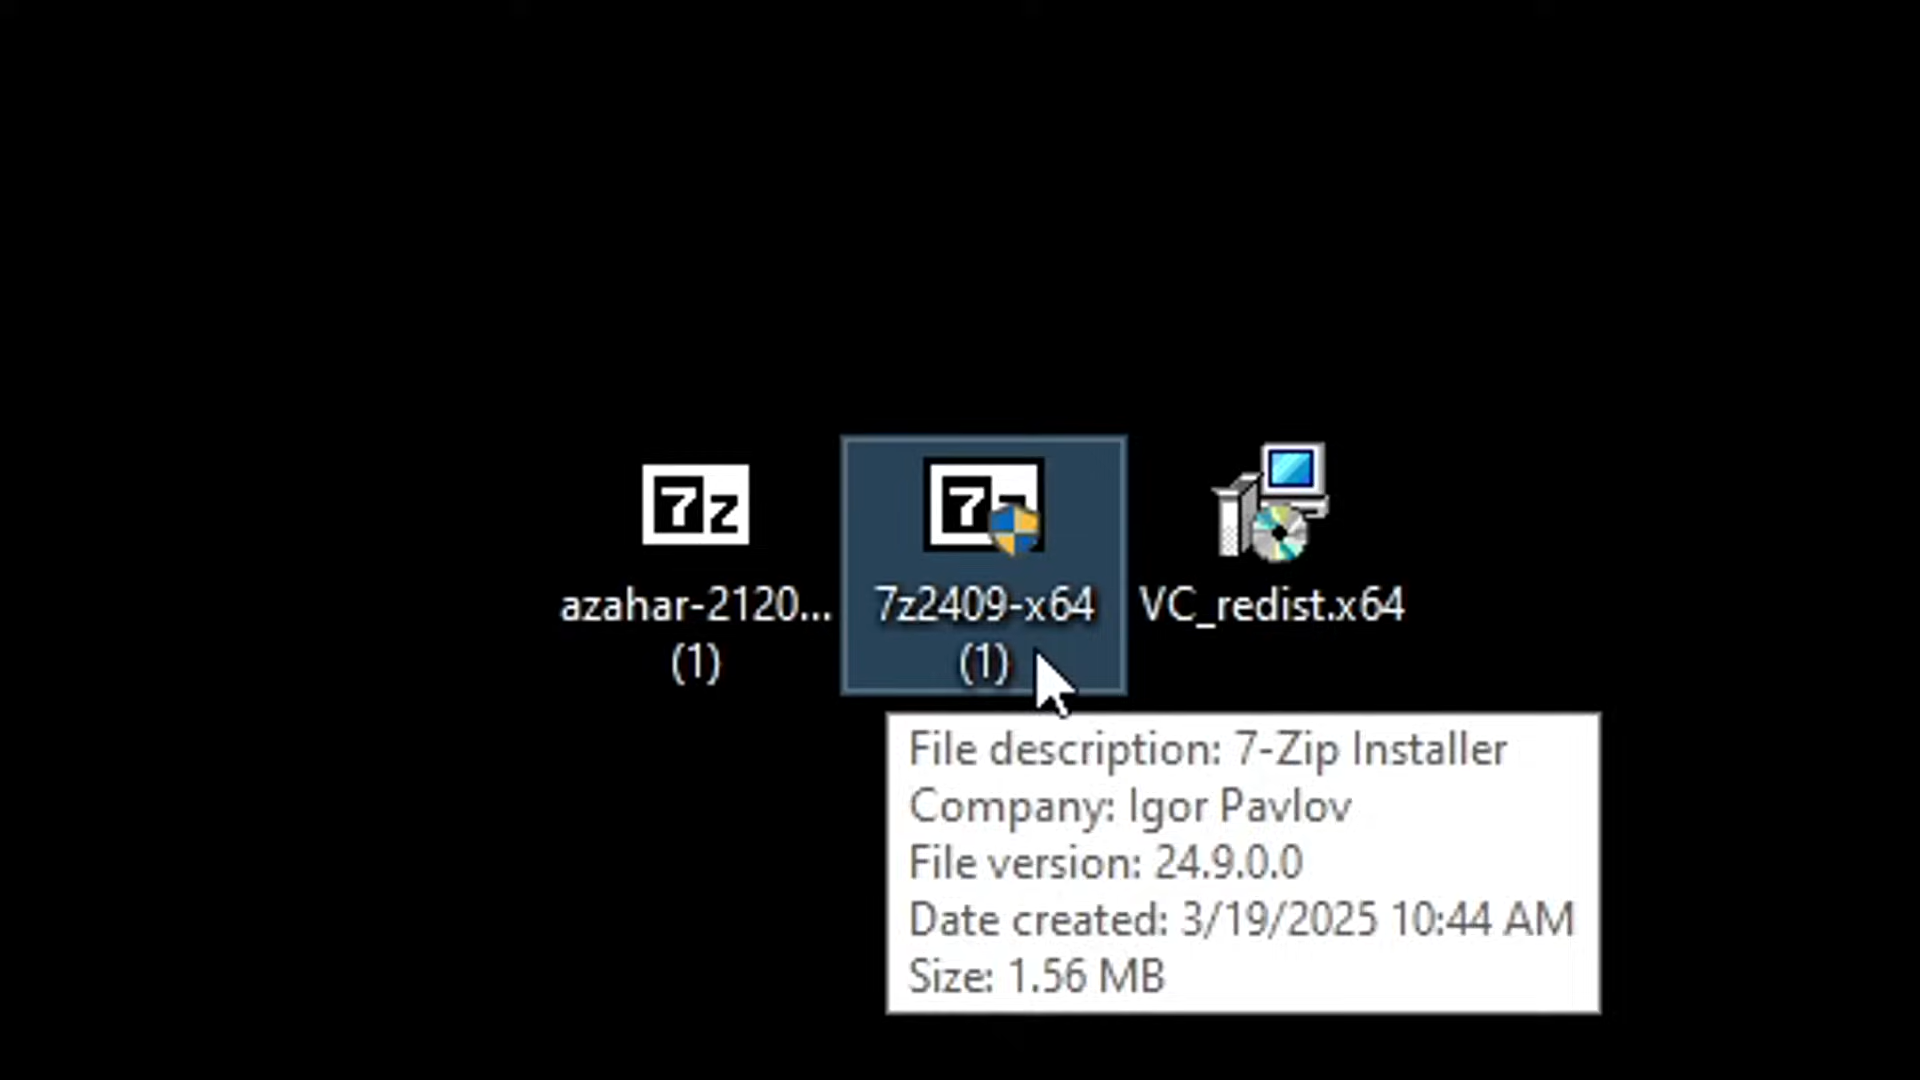 7z
7z
azahar-2120...
(1)
7z2409-x64
(1)
VC_redist.x64
File description: 7-Zip Installer
Company: Igor Pavlov
File version: 24.9.0.0
Date created: 3/19/2025 10:44 AM
Size: 1.56 MB